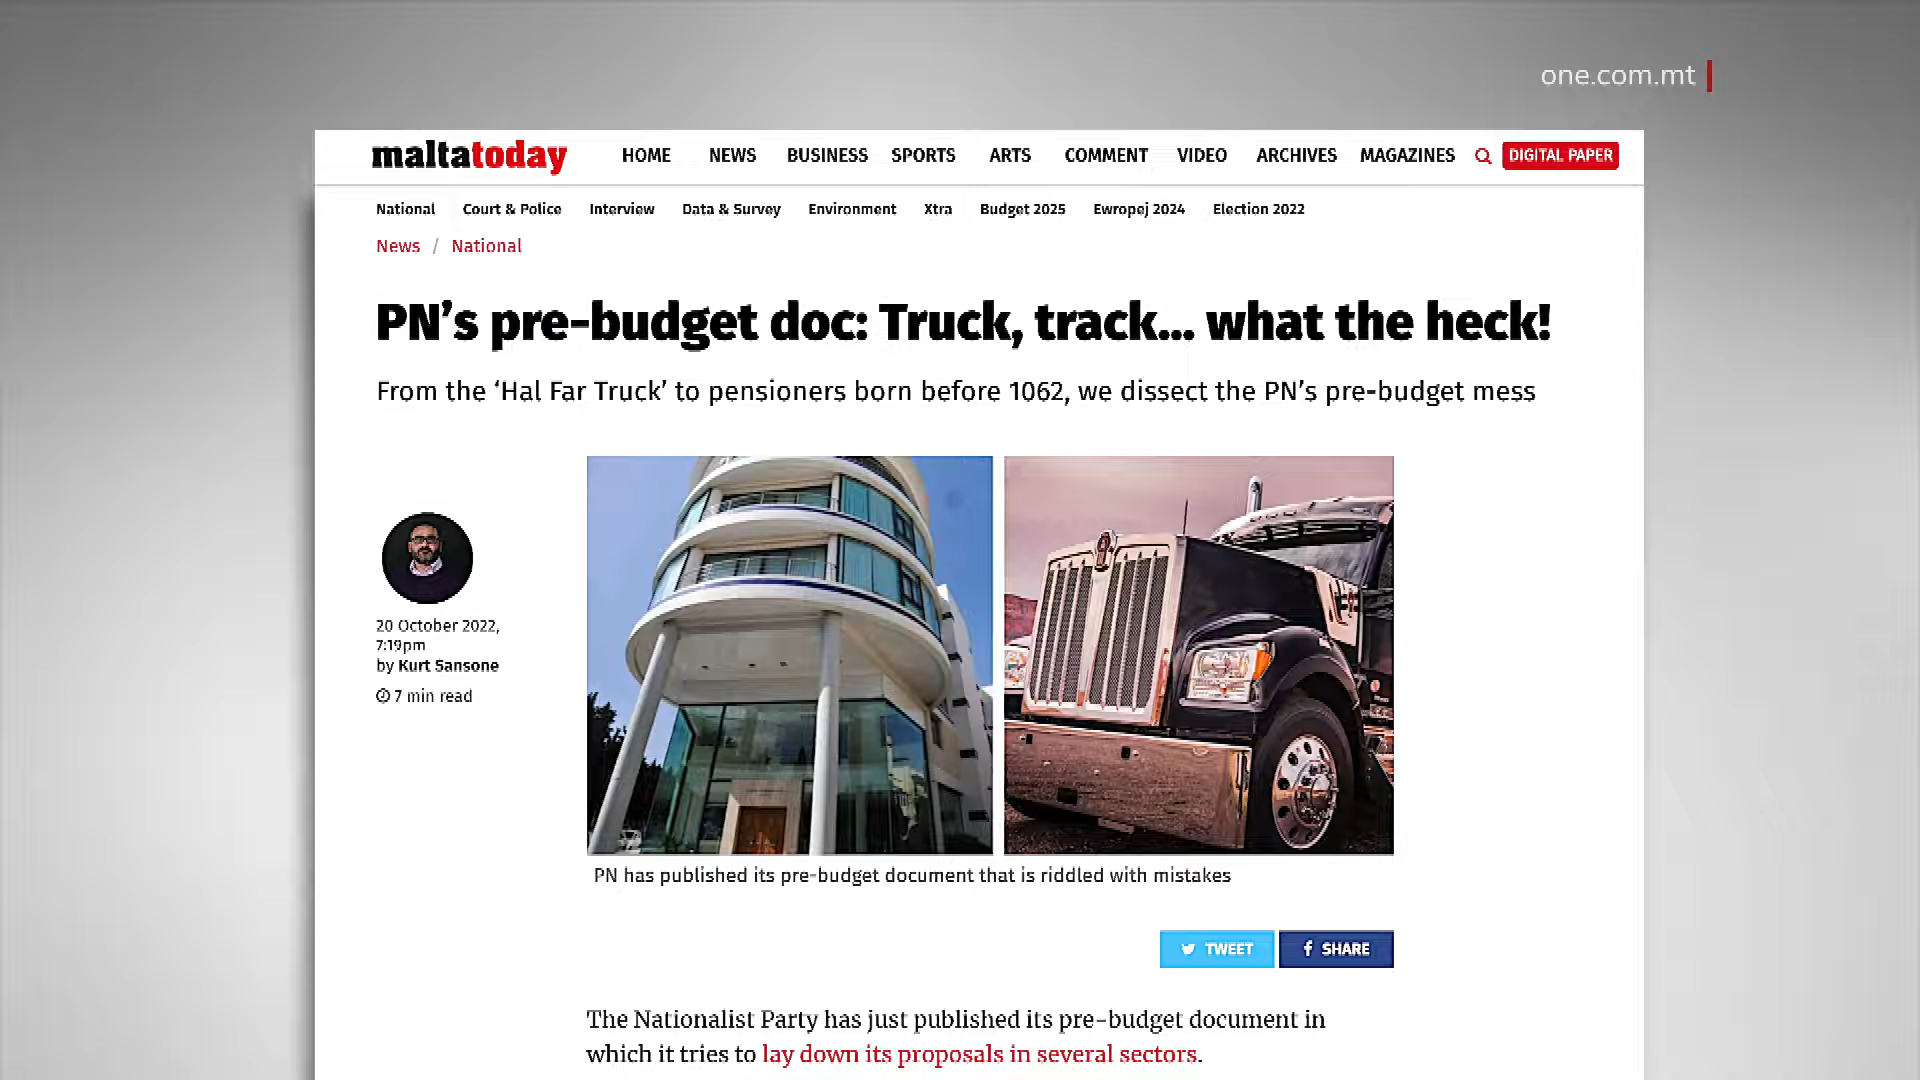 one.com.mt
maltatoday HOME NEWS BUSINESS SPORTS ARTS COMMENT VIDEO ARCHIVES MAGAZINES DIGITAL PAPER
National Court & Police Interview Data & Survey Environment Xtra Budget 2025 Ewropej 2024 Election 2022
News / National
PN’s pre-budget doc: Truck, track... what the heck!
From the ‘Hal Far Truck’ to pensioners born before 1062, we dissect the PN’s pre-budget mess
20 October 2022,
7:19pm
by Kurt Sansone
7 min read
PN has published its pre-budget document that is riddled with mistakes
TWEET SHARE
The Nationalist Party has just published its pre-budget document in
which it tries to lay down its proposals in several sectors.